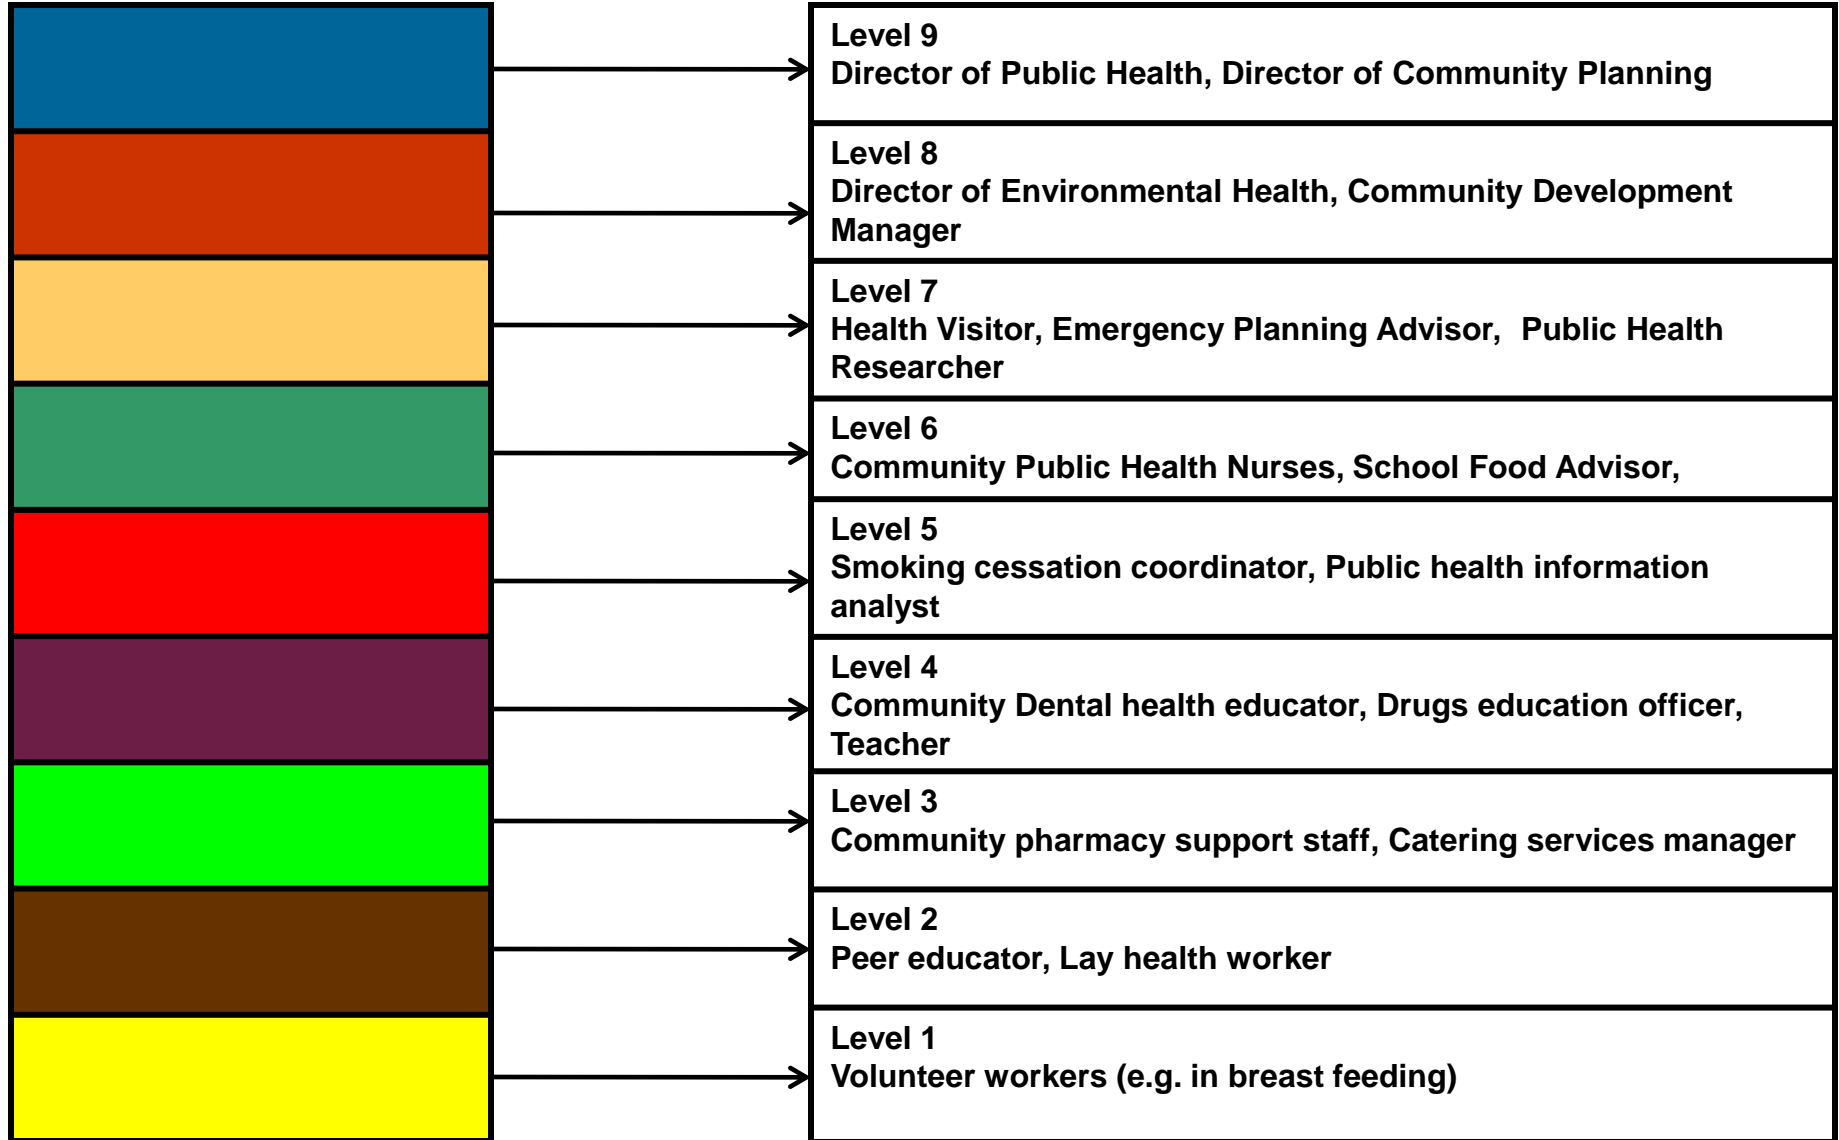 Level 9
Director of Public Health, Director of Community Planning
Level 8
Director of Environmental Health, Community Development
Manager
Level 7
Health Visitor, Emergency Planning Advisor,  Public Health
Researcher
Level 6
Community Public Health Nurses, School Food Advisor,
Level 5
Smoking cessation coordinator, Public health information
analyst
Level 4
Community Dental health educator, Drugs education officer,
Teacher
Level 3
Community pharmacy support staff, Catering services manager
Level 2
Peer educator, Lay health worker
Level 1
Volunteer workers (e.g. in breast feeding)